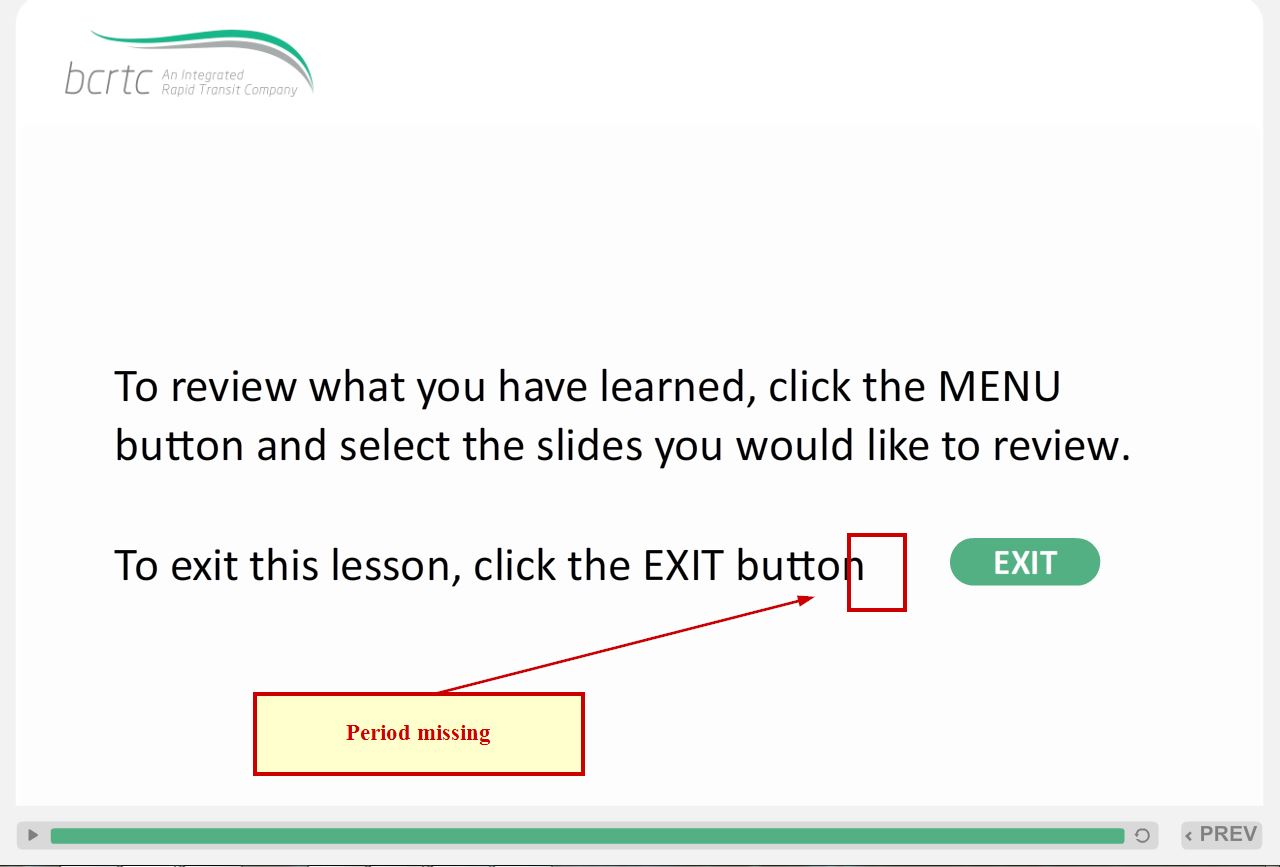 bcrtc An Integrated
Rapid Transit Company
To review what you have learned, click the MENU
button and select the slides you would like to review.
To exit this lesson, click the EXIT button
EXIT
Period missing
‹ PREV